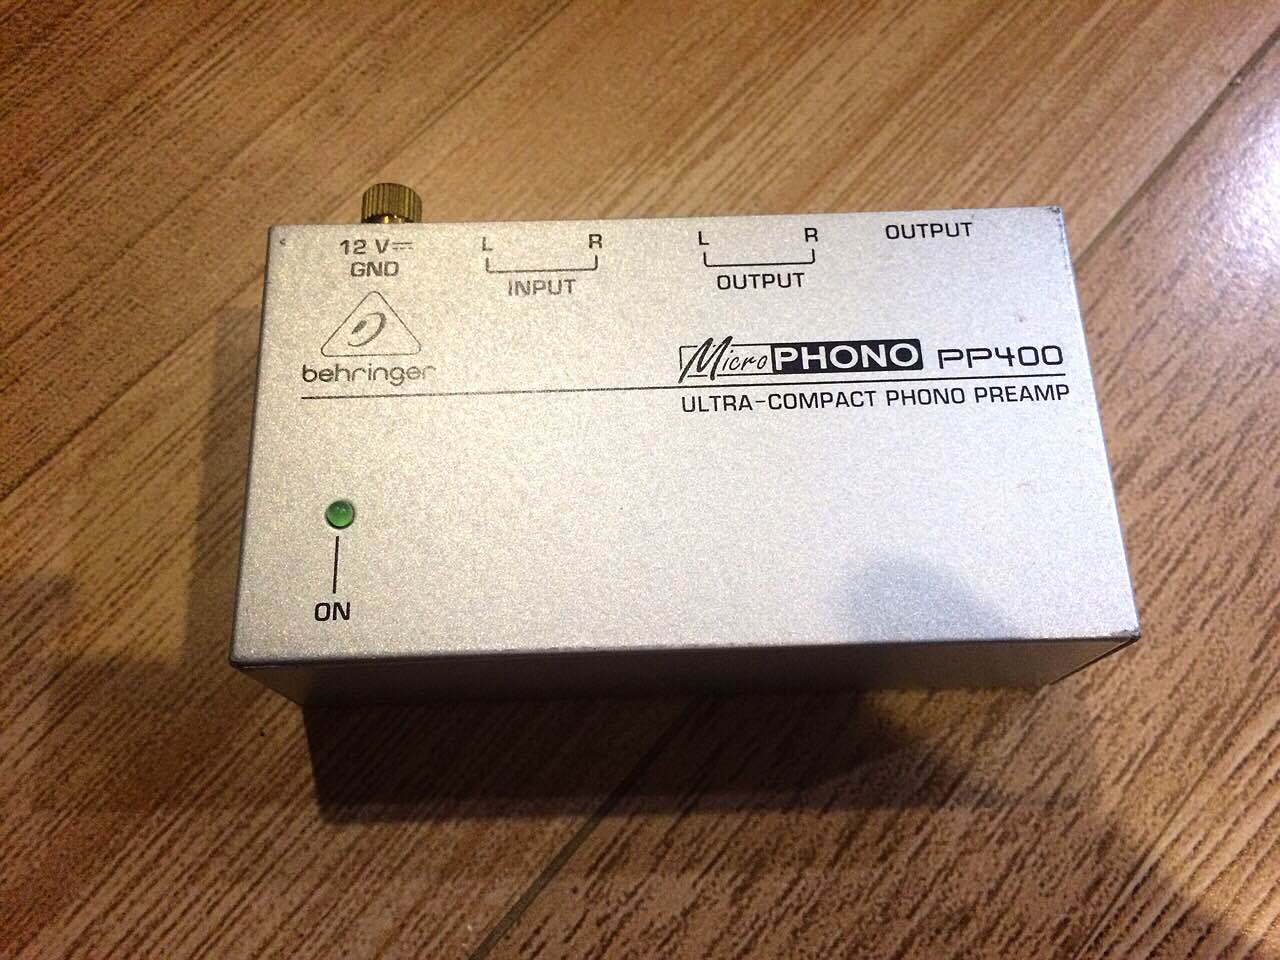 12 V⎓
GND
L R
INPUT
L R
OUTPUT
OUTPUT
behringer
Micro PHONO PP400
ULTRA-COMPACT PHONO PREAMP
ON